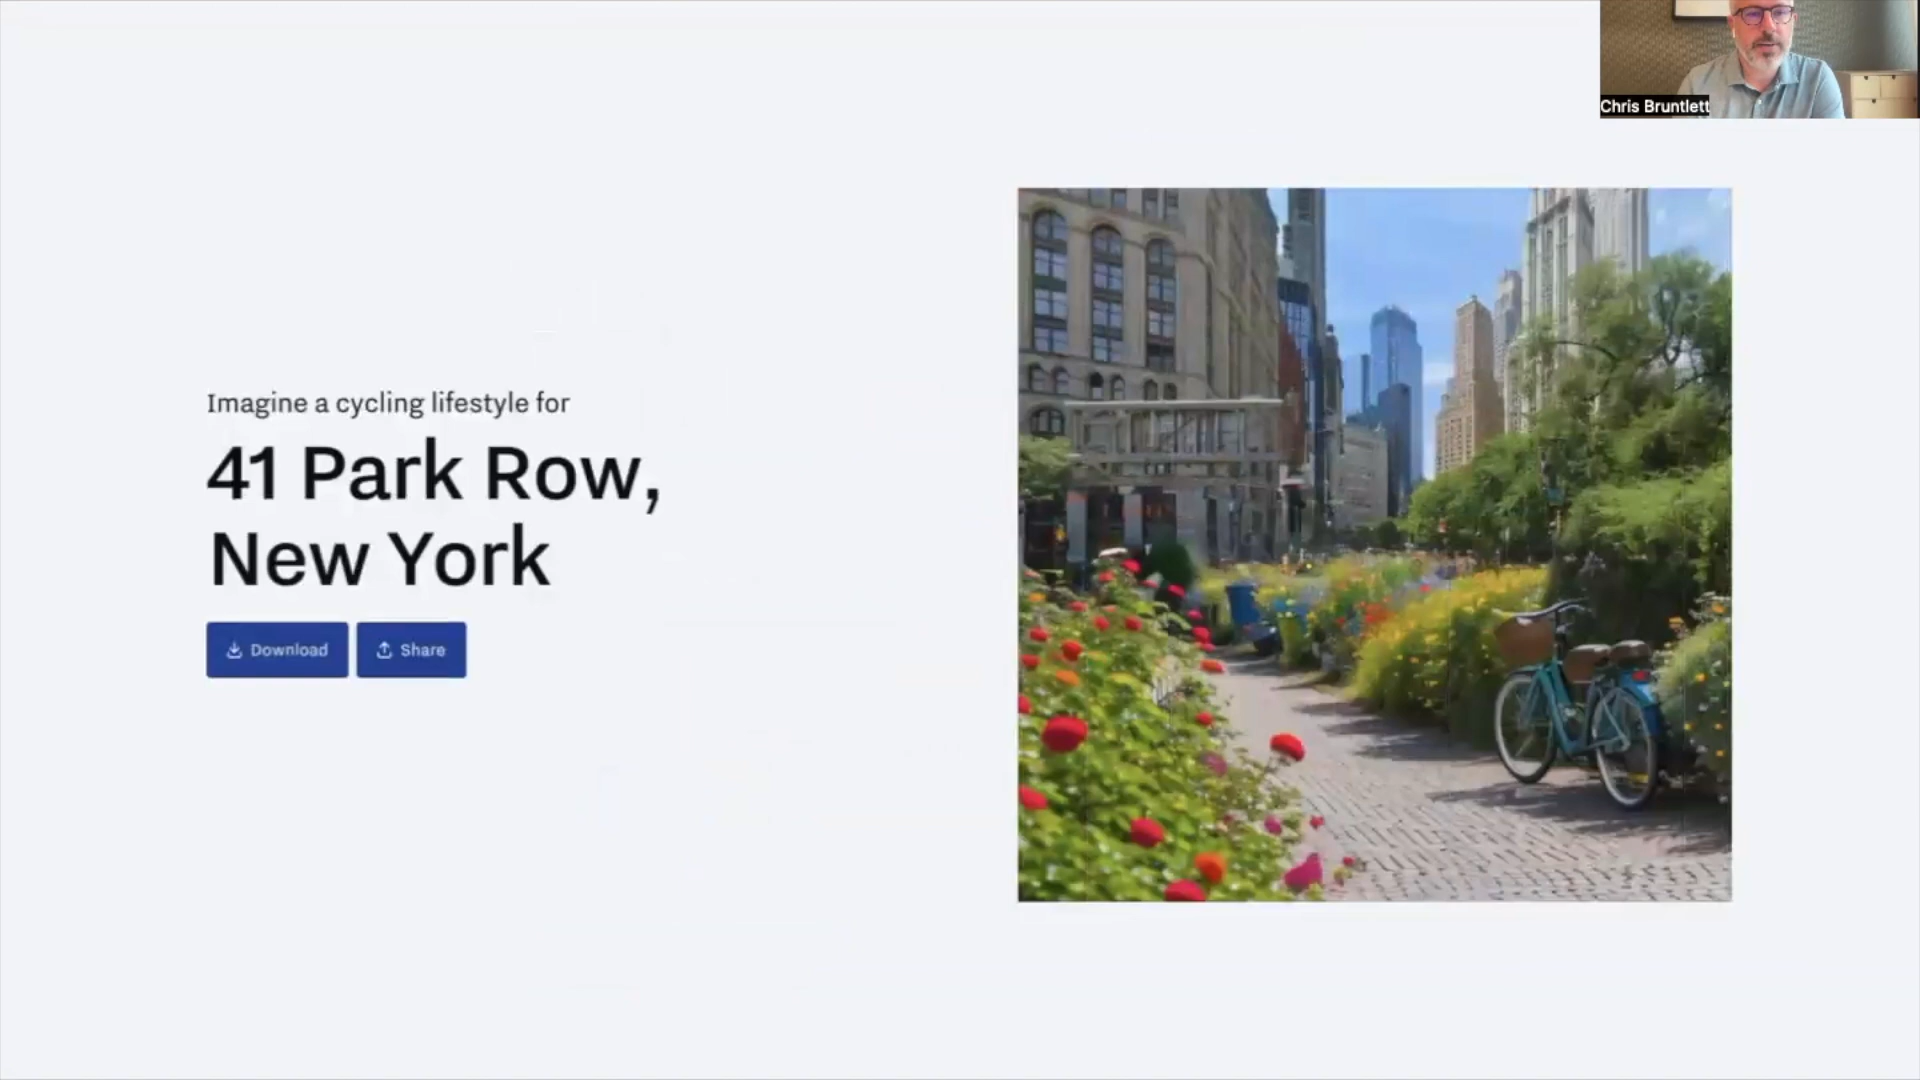 Chris Bruntlett
Imagine a cycling lifestyle for
41 Park Row,
New York
Download
Share